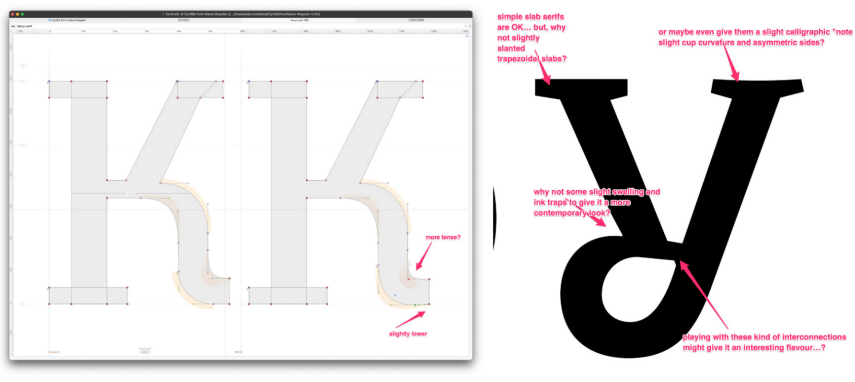 simple slab serifs
are OK... but, why
not slightly
slanted
trapezoidal slabs?
or maybe even give them a slight calligraphic "note
slight cup curvature and asymmetric sides?
why not some slight swelling and
ink traps to give it a more
contemporary look?
more tense?
slightly lower
playing with these kind of interconnections
might give it an interesting flavour...?